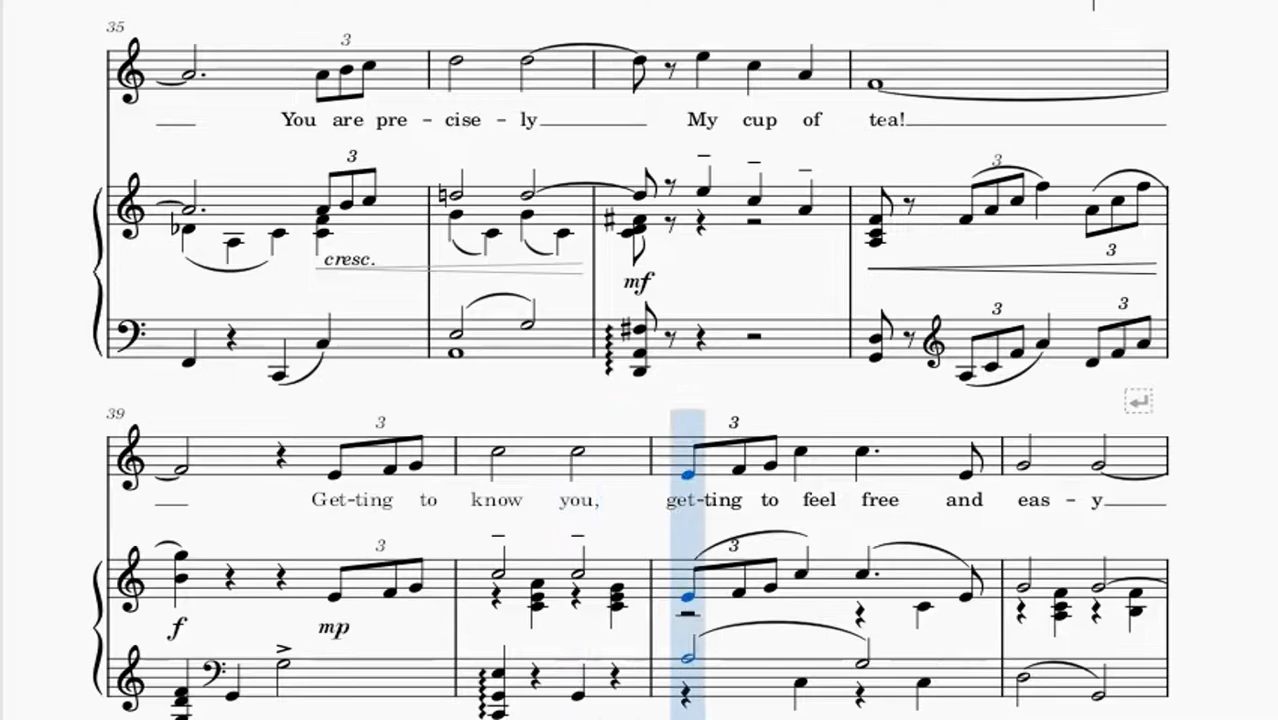 35
3
You are pre - cise - ly My cup of tea!
3
3
cresc.
3
mf
3
3
39
3
3
Get-ting to know you, get-ting to feel free and eas - y
3
3
f
mp